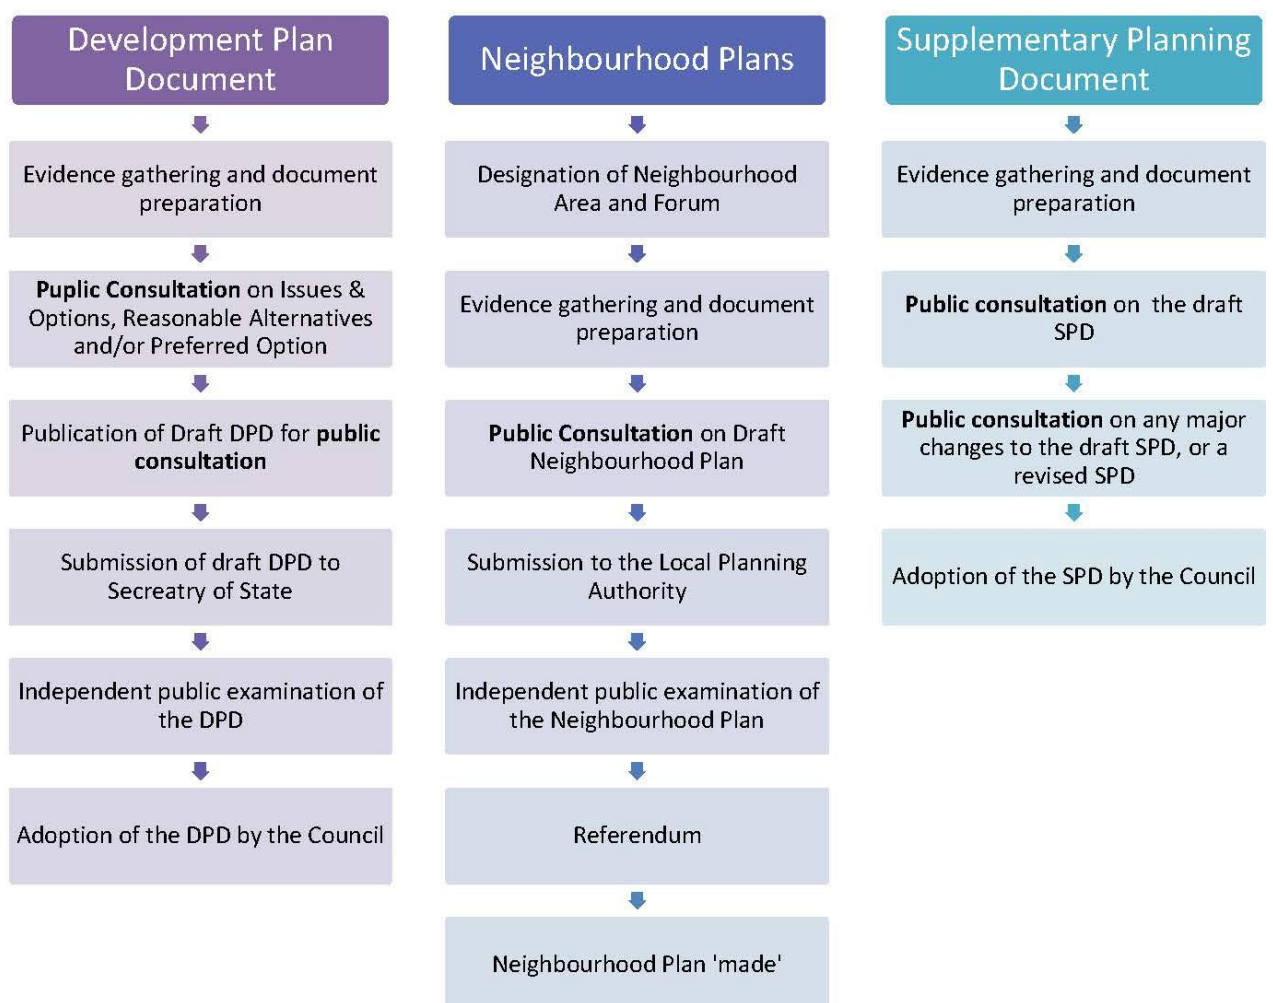 Development Plan
Document
Evidence gathering and document
preparation
Puplic Consultation on Issues &
Options, Reasonable Alternatives
and/or Preferred Option
Publication of Draft DPD for public
consultation
Submission of draft DPD to
Secreatry of State
Independent public examination of
the DPD
Adoption of the DPD by the Council
Neighbourhood Plans
Designation of Neighbourhood
Area and Forum
Evidence gathering and document
preparation
Public Consultation on Draft
Neighbourhood Plan
Submission to the Local Planning
Authority
Independent public examination of
the Neighbourhood Plan
Referendum
Neighbourhood Plan 'made'
Supplementary Planning
Document
Evidence gathering and document
preparation
Public consultation on the draft
SPD
Public consultation on any major
changes to the draft SPD, or a
revised SPD
Adoption of the SPD by the Council